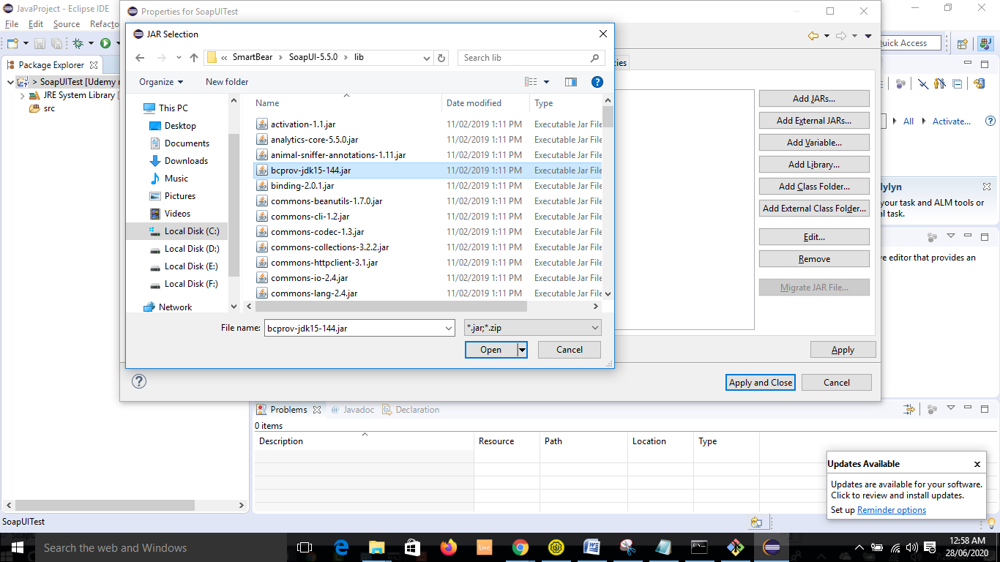 JavaProject - Eclipse IDE
File Edit Source Refacto
Package Explorer
> SoapUITest [Udemy r
JRE System Library [
src
Properties for SoapUITest
JAR Selection
« SmartBear > SoapUI-5.5.0 > lib
Search lib
Organize New folder
This PC
Desktop
Documents
Downloads
Music
Pictures
Videos
Local Disk (C:)
Local Disk (D:)
Local Disk (E:)
Local Disk (F:)
Network
Name Date modified Type
activation-1.1.jar 11/02/2019 1:11 PM Executable Jar File
analytics-core-5.5.0.jar 11/02/2019 1:11 PM Executable Jar File
animal-sniffer-annotations-1.11.jar 11/02/2019 1:11 PM Executable Jar File
bcprov-jdk15-144.jar 11/02/2019 1:11 PM Executable Jar File
binding-2.0.1.jar 11/02/2019 1:11 PM Executable Jar File
commons-beanutils-1.7.0.jar 11/02/2019 1:11 PM Executable Jar File
commons-cli-1.2.jar 11/02/2019 1:11 PM Executable Jar File
commons-codec-1.3.jar 11/02/2019 1:11 PM Executable Jar File
commons-collections-3.2.2.jar 11/02/2019 1:11 PM Executable Jar File
commons-httpclient-3.1.jar 11/02/2019 1:11 PM Executable Jar File
commons-io-2.4.jar 11/02/2019 1:11 PM Executable Jar File
commons-lang-2.4.jar 11/02/2019 1:11 PM Executable Jar File
File name: bcprov-jdk15-144.jar *.jar;*.zip
Open Cancel
ies
Add JARs...
Add External JARs...
Add Variable...
Add Library...
Add Class Folder...
Add External Class Folder...
Edit...
Remove
Migrate JAR File...
Apply
Apply and Close Cancel
uick Access
All Activate...
lylyn
your task and ALM tools or
al task.
ve editor that provides an
Problems @ Javadoc Declaration
0 items
Description Resource Path Location Type
Updates Available
Updates are available for your software.
Click to review and install updates.
Set up Reminder options
SoapUITest
Search the web and Windows
Live
12:58 AM
28/06/2020